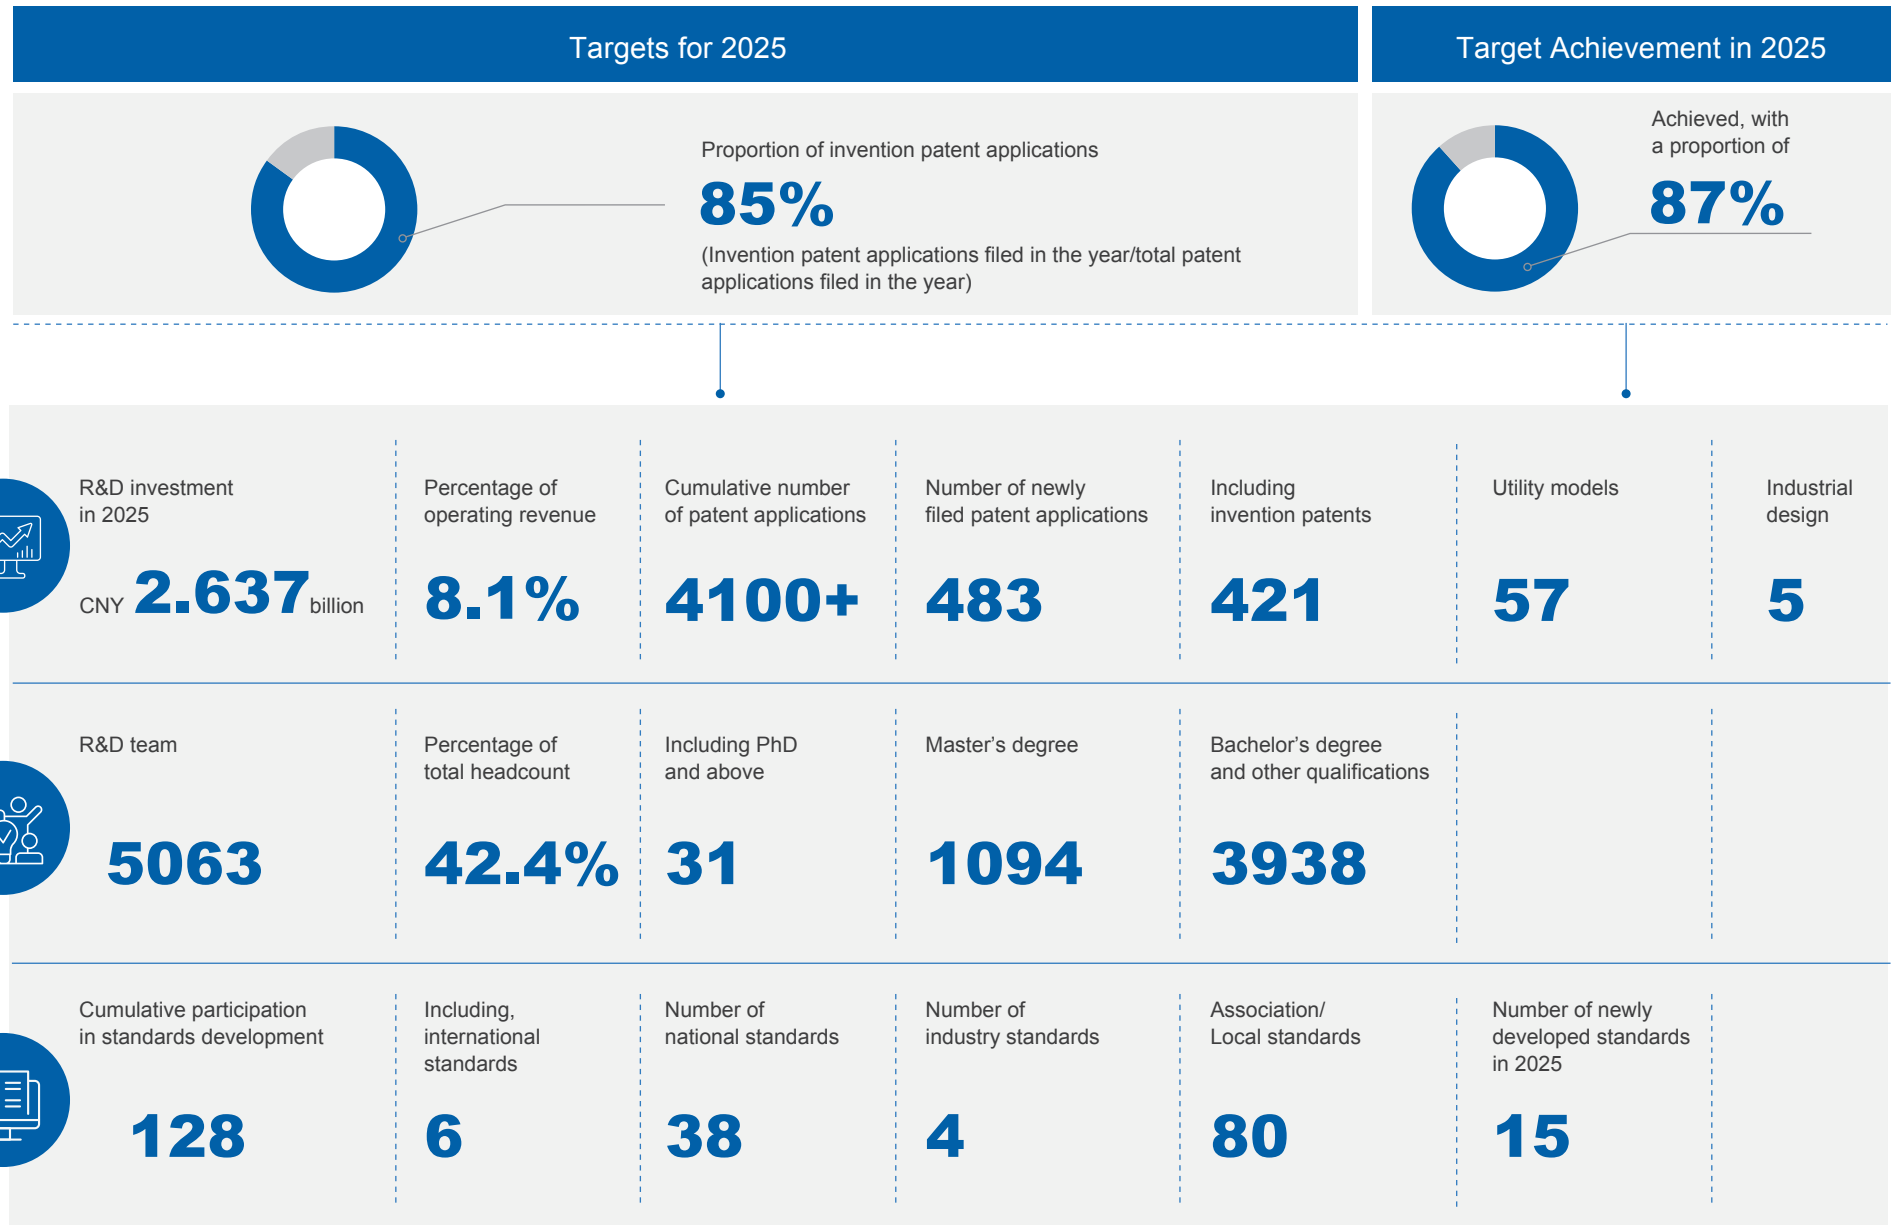 Targets for 2025
Target Achievement in 2025
Proportion of invention patent applications
85%
(Invention patent applications filed in the year/total patent
applications filed in the year)
Achieved, with
a proportion of
87%
R&D investment
in 2025
CNY 2.637 billion
Percentage of
operating revenue
8.1%
Cumulative number
of patent applications
4100+
Number of newly
filed patent applications
483
Including
invention patents
421
Utility models
57
Industrial
design
5
R&D team
5063
Percentage of
total headcount
42.4%
Including PhD
and above
31
Master's degree
1094
Bachelor's degree
and other qualifications
3938
Cumulative participation
in standards development
128
Including,
international
standards
6
Number of
national standards
38
Number of
industry standards
4
Association/
Local standards
80
Number of newly
developed standards
in 2025
15